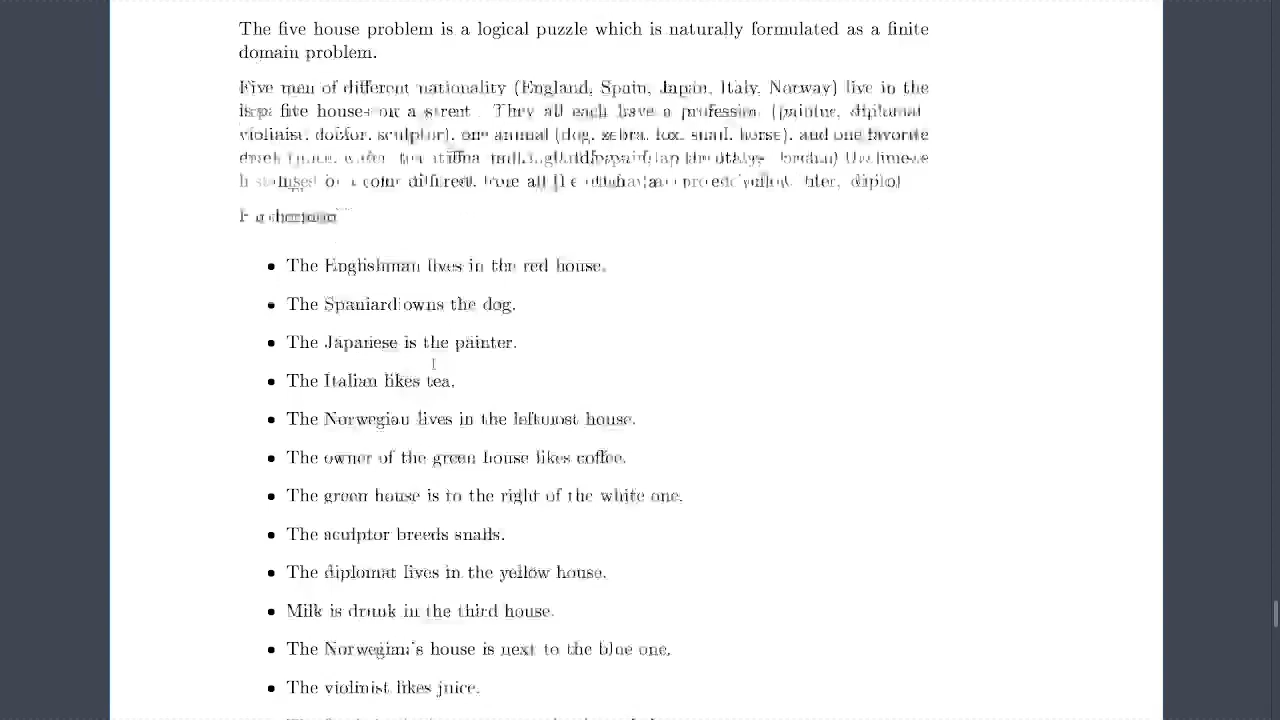 The five house problem is a logical puzzle which is naturally formulated as a finite
domain problem.
Five men of different nationality (England, Spain, Japan, Italy, Norway) live in the
five houses on a street. They all each have a profession (painter, diplomat
violinist, doctor, sculptor), one animal (dog, zebra, fox, snail, horse), and one favorite
• The Englishman lives in the red house.
• The Spaniard owns the dog.
• The Japanese is the painter.
• The Italian likes tea.
• The Norwegian lives in the leftmost house.
• The owner of the green house likes coffee.
• The green house is to the right of the white one.
• The sculptor breeds snails.
• The diplomat lives in the yellow house.
• Milk is drunk in the third house.
• The Norwegian's house is next to the blue one.
• The violinist likes juice.